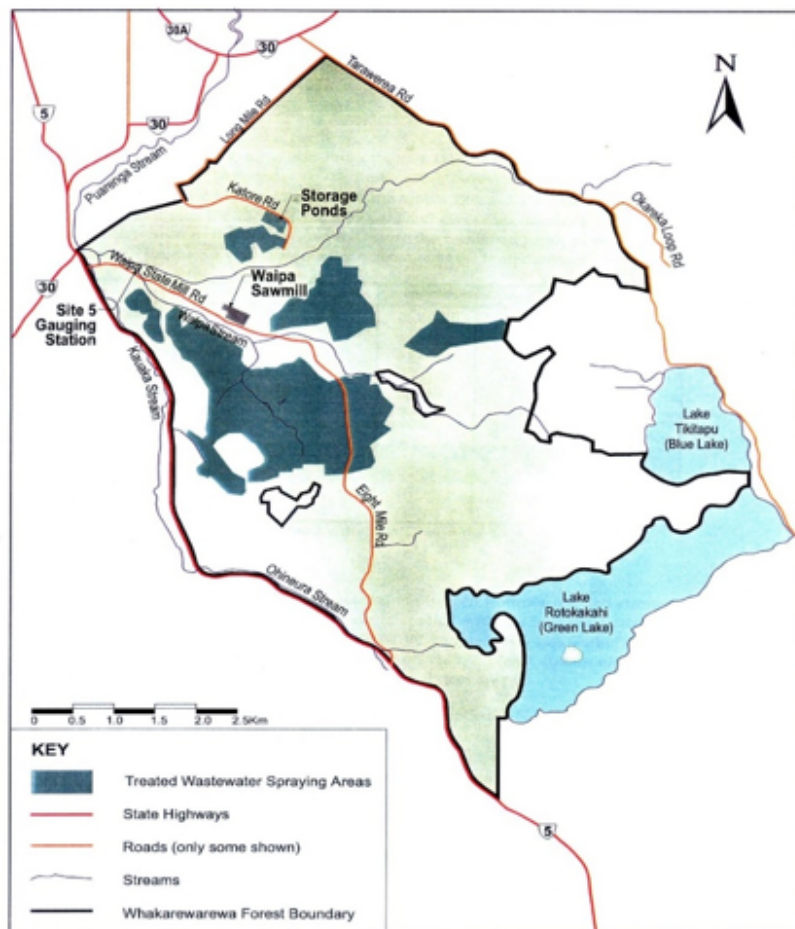 30A
30
N
5
Tarawerea Rd
Long Mile Rd
30
Puarenga Stream
Katore Rd
Storage
Ponds
Okareka Loop Rd
Waipa State Mill Rd
Waipa
Sawmill
30
Site 5
Gauging
Station
Waipa Stream
Kauaka Stream
Lake
Tikitapu
(Blue Lake)
Eight Mile Rd
Ohineura Stream
Lake
Rotokakahi
(Green Lake)
0 0.5 1.0 1.5 2.0 2.5Km
KEY
Treated Wastewater Spraying Areas
State Highways
5
Roads (only some shown)
Streams
Whakarewarewa Forest Boundary